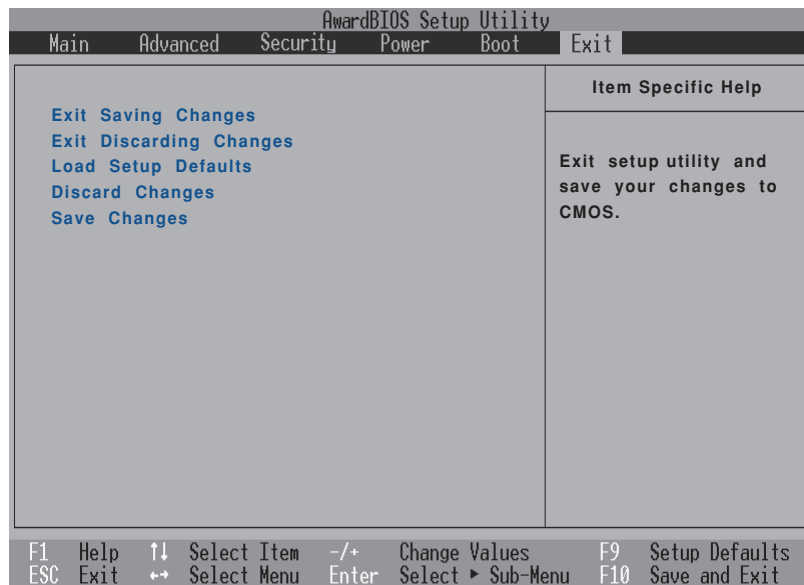 AwardBIOS Setup Utility
Main Advanced Security Power Boot Exit
Item Specific Help
Exit Saving Changes
Exit Discarding Changes
Load Setup Defaults
Discard Changes
Save Changes
Exit setup utility and
save your changes to
CMOS.
F1 Help ↑↓ Select Item -/+ Change Values F9 Setup Defaults
ESC Exit ←→ Select Menu Enter Select ▶ Sub-Menu F10 Save and Exit